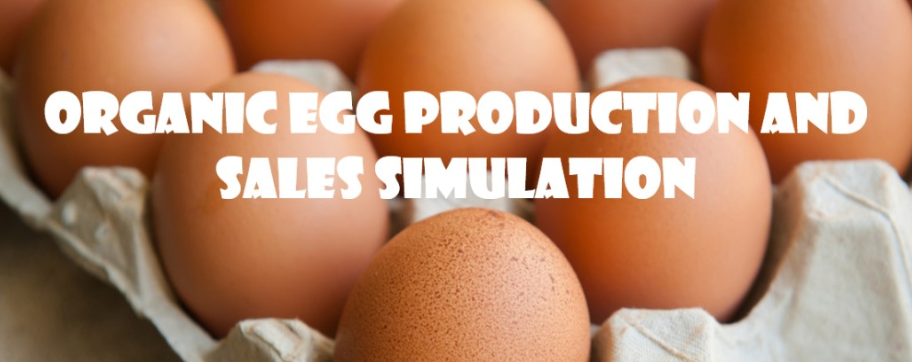 ORGANIC EGG PRODUCTION AND
SALES SIMULATION